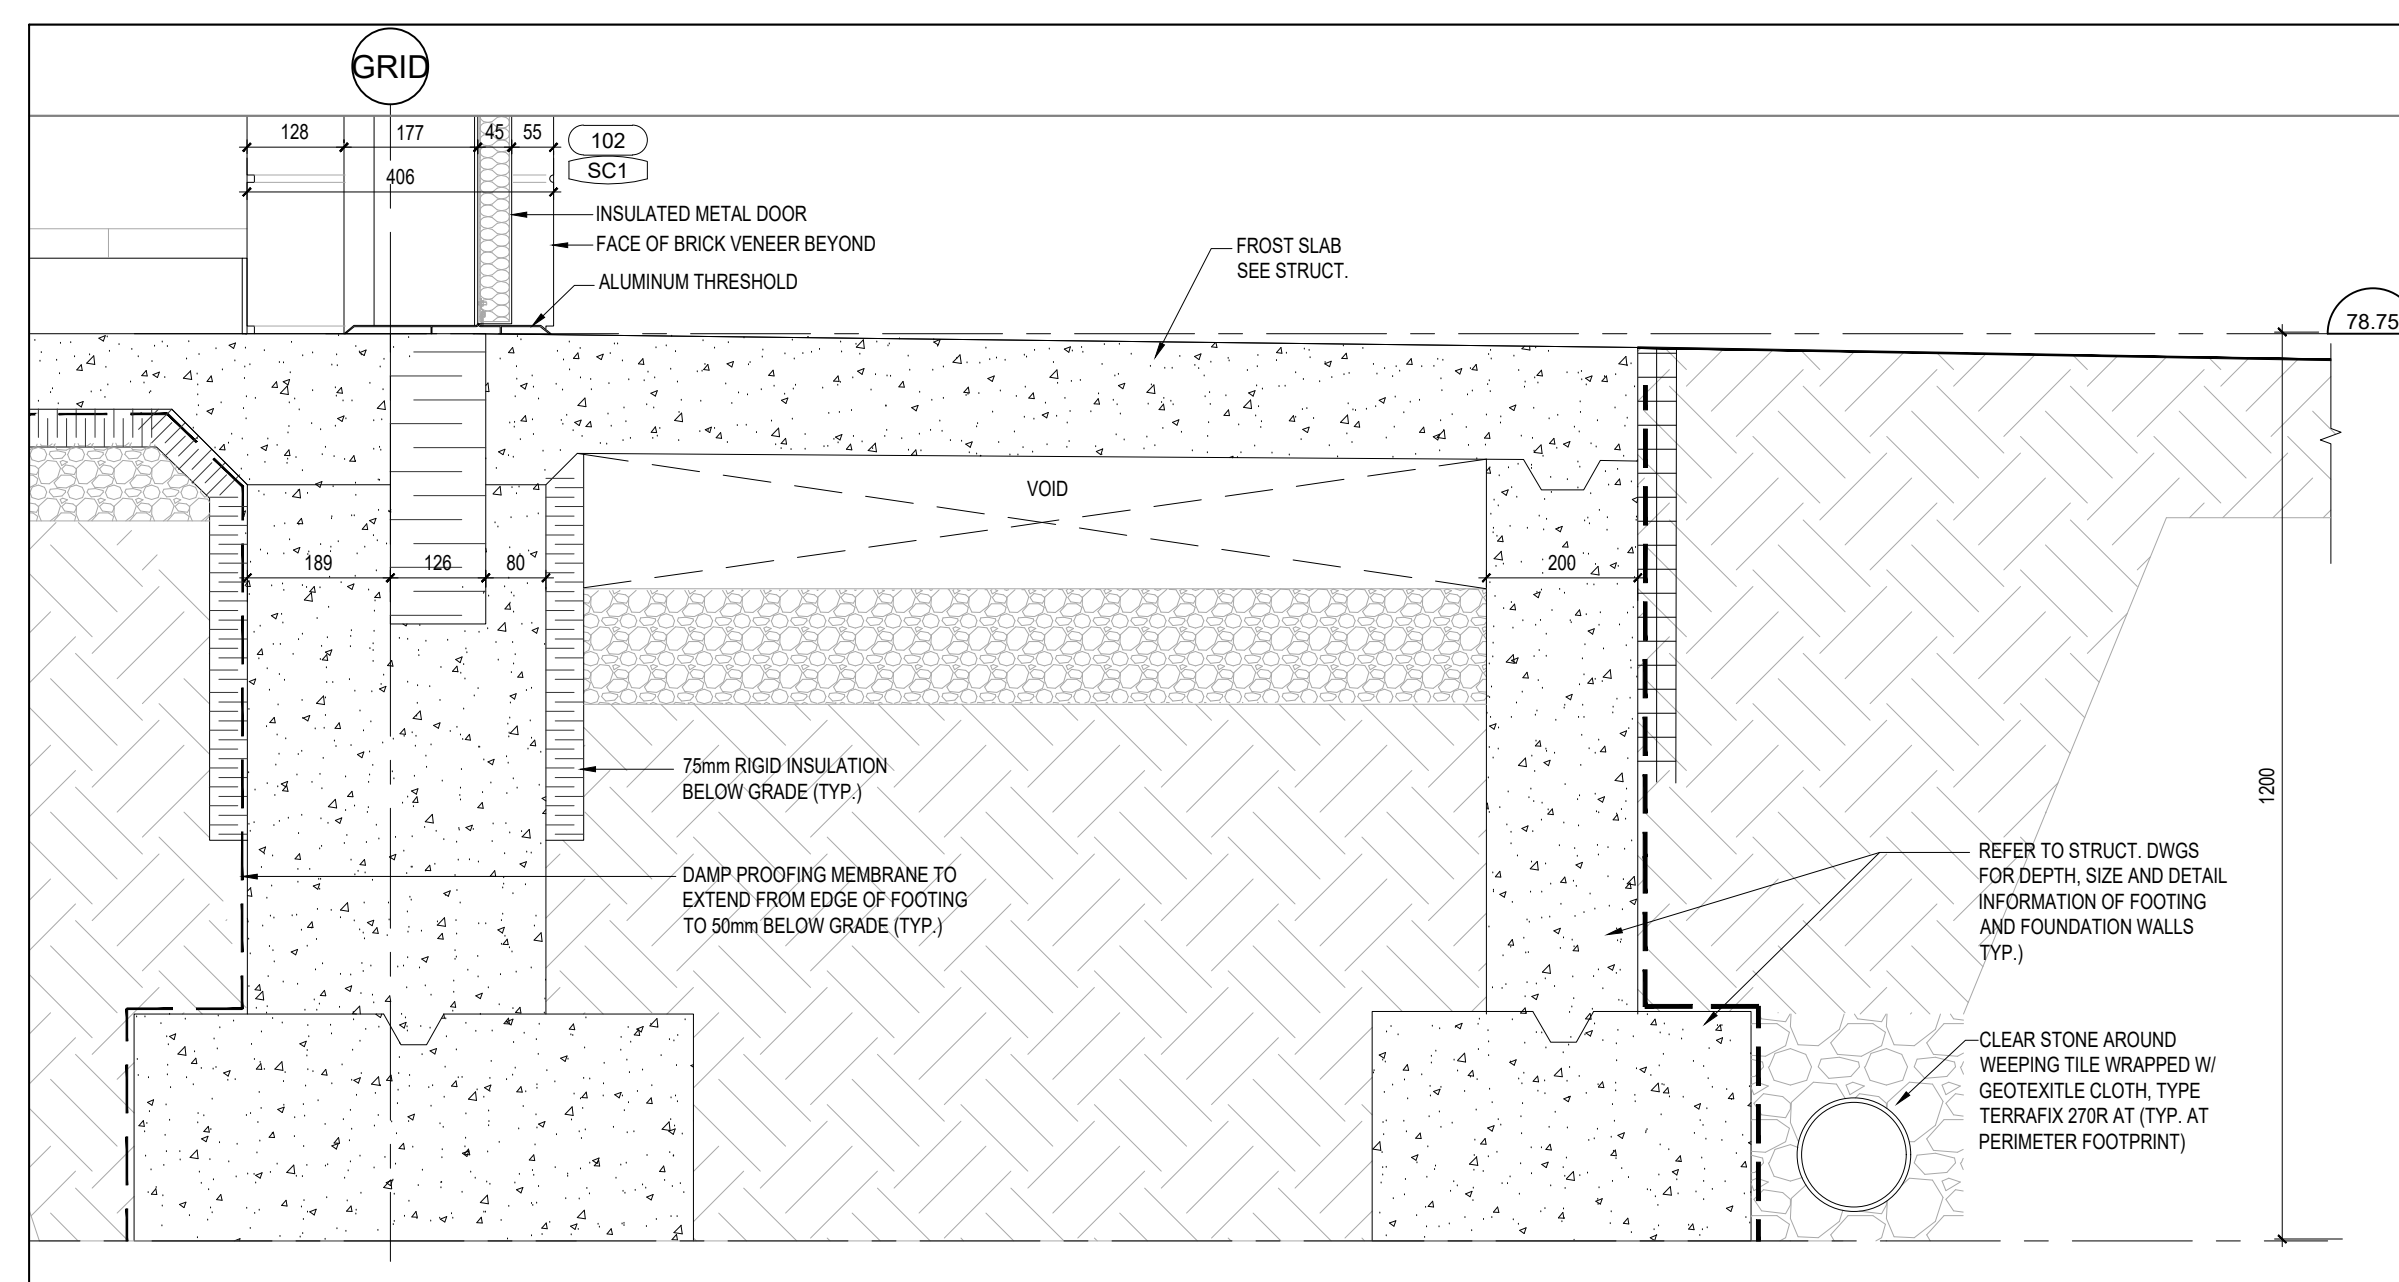 GRID
128
177
45
55
102
406
SC1
INSULATED METAL DOOR
FACE OF BRICK VENEER BEYOND
ALUMINUM THRESHOLD
FROST SLAB
SEE STRUCT.
78.75
VOID
189
126
80
200
75mm RIGID INSULATION
BELOW GRADE (TYP.)
1200
DAMP PROOFING MEMBRANE TO
EXTEND FROM EDGE OF FOOTING
TO 50mm BELOW GRADE (TYP.)
REFER TO STRUCT. DWGS
FOR DEPTH, SIZE AND DETAIL
INFORMATION OF FOOTING
AND FOUNDATION WALLS
TYP.)
CLEAR STONE AROUND
WEEPING TILE WRAPPED W/
GEOTEXITLE CLOTH, TYPE
TERRAFIX 270R AT (TYP. AT
PERIMETER FOOTPRINT)